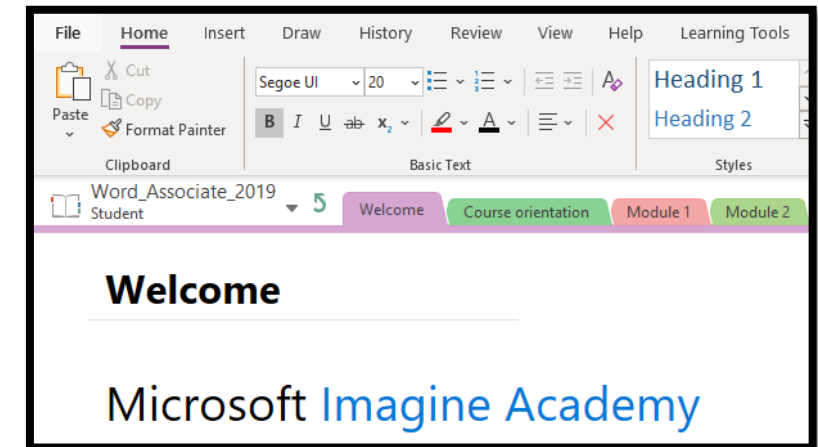 File Home Insert Draw History Review View Help Learning Tools
Cut
Copy
Paste
Format Painter
Segoe UI 20
B I U ab x2 A
Heading 1
Heading 2
Clipboard Basic Text Styles
Word_Associate_2019
Student
Welcome Course orientation Module 1 Module 2
Welcome
Microsoft Imagine Academy